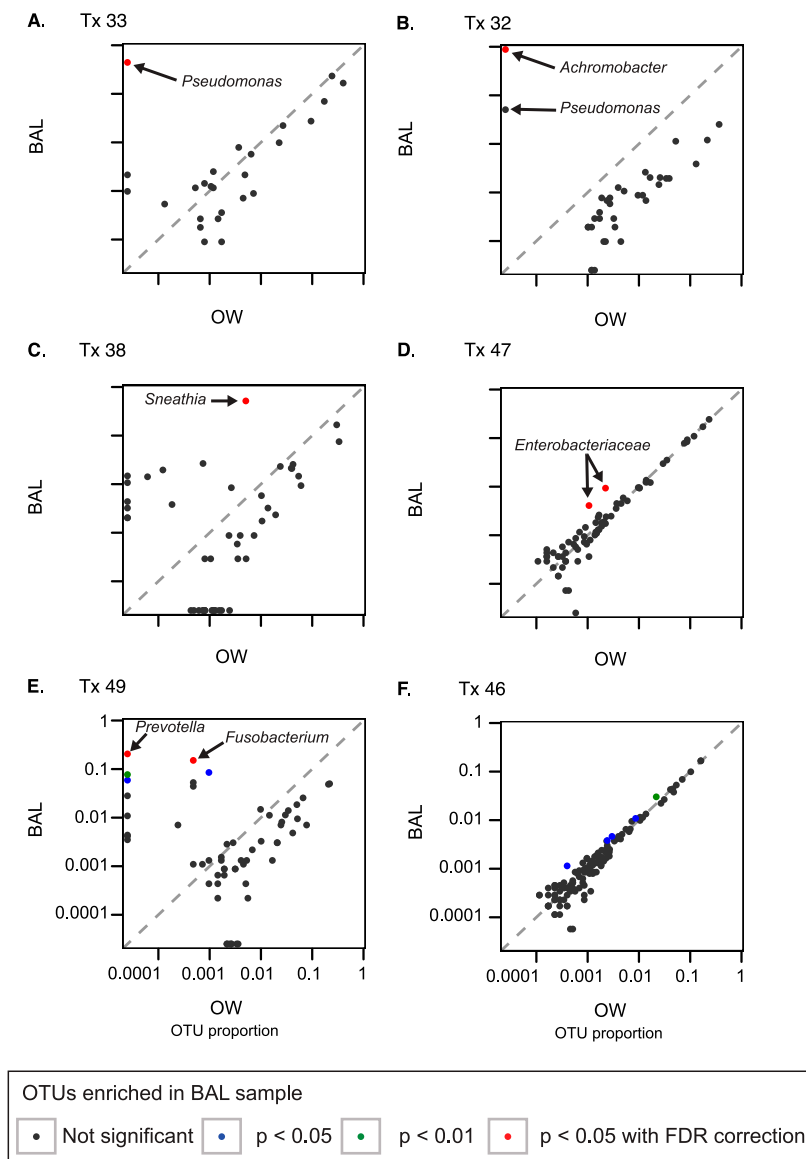 A. Tx 33
B. Tx 32
Pseudomonas
Achromobacter
Pseudomonas
BAL
BAL
OW
OW
C. Tx 38
D. Tx 47
Sneathia
Enterobacteriaceae
BAL
BAL
OW
OW
E. Tx 49
F. Tx 46
Prevotella
Fusobacterium
1
0.1
0.01
0.001
0.0001
BAL
1
0.1
0.01
0.001
0.0001
BAL
0.0001 0.001 0.01 0.1 1
0.0001 0.001 0.01 0.1 1
OW
OW
OTU proportion
OTU proportion
OTUs enriched in BAL sample
Not significant p < 0.05 p < 0.01 p < 0.05 with FDR correction